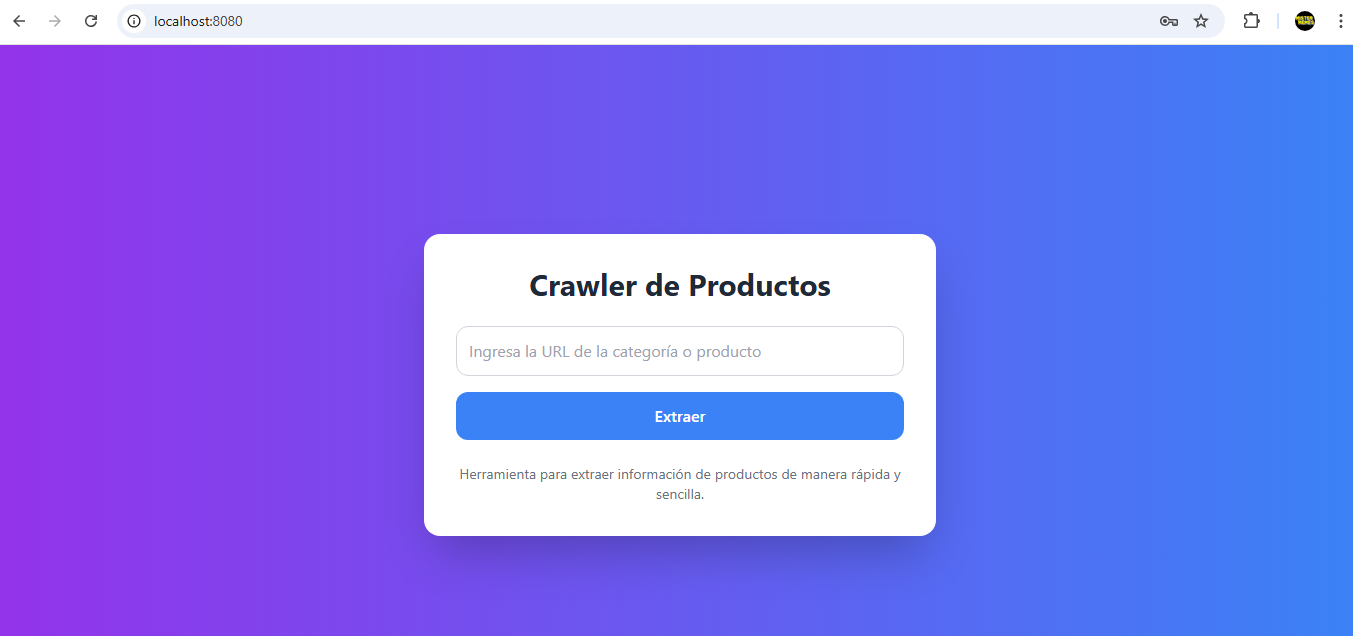 localhost:8080
Crawler de Productos
Ingresa la URL de la categoría o producto
Extraer
Herramienta para extraer información de productos de manera rápida y
sencilla.